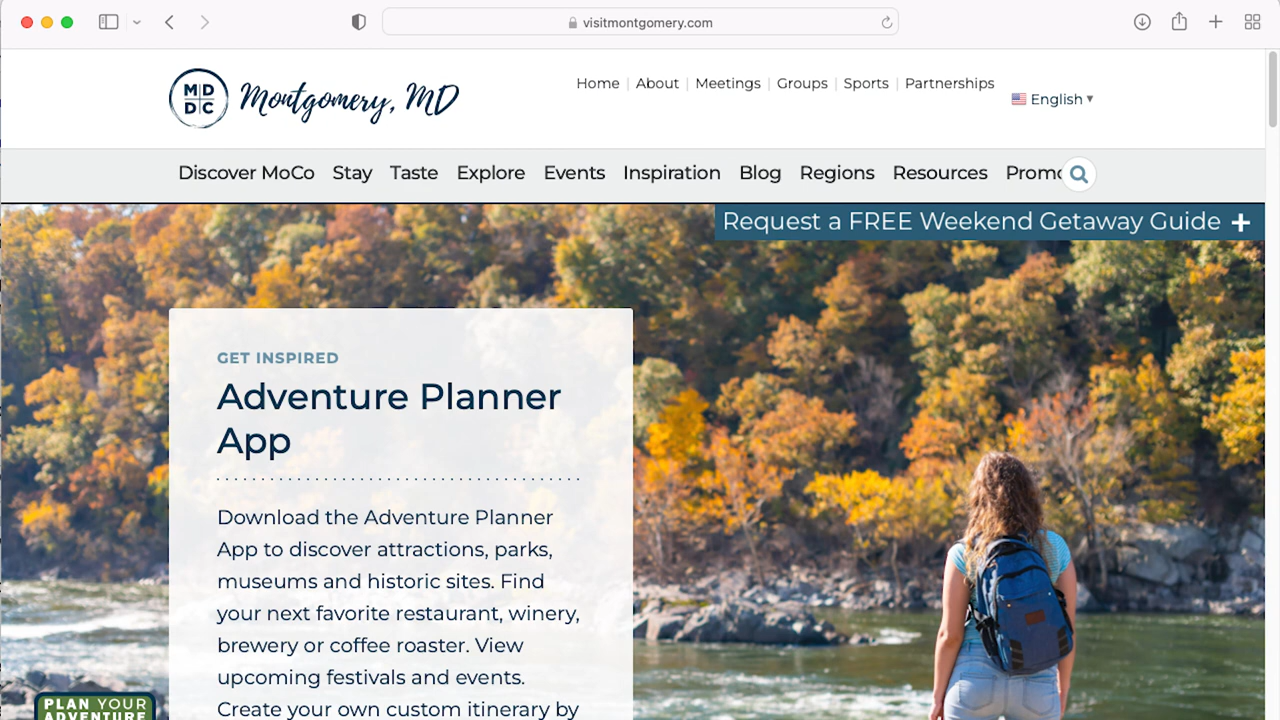 visitmontgomery.com
MD
DC
Montgomery, MD
Home | About | Meetings | Groups | Sports | Partnerships
English
Discover MoCo Stay Taste Explore Events Inspiration Blog Regions Resources Promo
Request a FREE Weekend Getaway Guide +
GET INSPIRED
Adventure Planner
App
Download the Adventure Planner
App to discover attractions, parks,
museums and historic sites. Find
your next favorite restaurant, winery,
brewery or coffee roaster. View
upcoming festivals and events.
Create your own custom itinerary by
PLAN YOUR
ADVENTURE